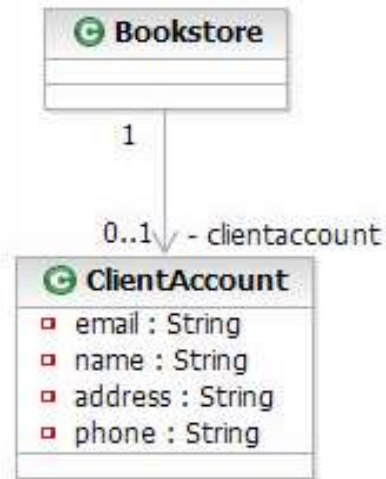 C Bookstore
1
0..1 - clientaccount
C ClientAccount
email : String
name : String
address : String
phone : String